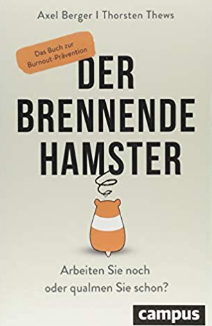 Axel Berger | Thorsten Thews
Das Buch zur
Burnout-Prävention
DER
BRENNENDE
HAMSTER
Arbeiten Sie noch
oder qualmen Sie schon?
campus